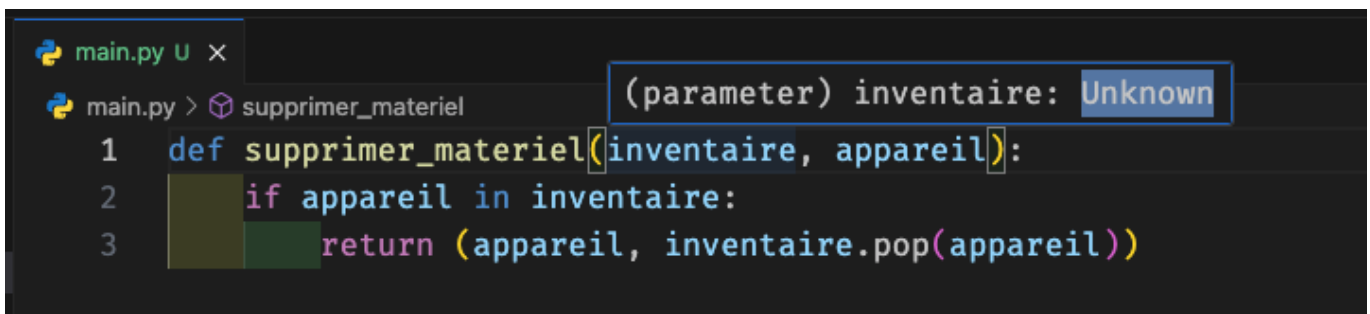 main.py U ×
main.py > supprimer_materiel
(parameter) inventaire: Unknown
1 def supprimer_materiel(inventaire, appareil):
2 if appareil in inventaire:
3 return (appareil, inventaire.pop(appareil))